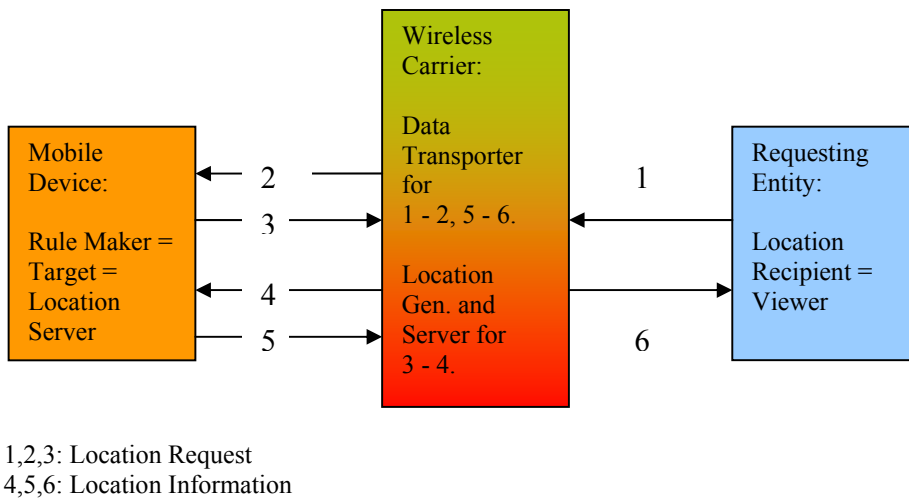 Mobile
Device:
Rule Maker =
Target =
Location
Server
2
3
4
5
Wireless
Carrier:
Data
Transporter
for
1 - 2, 5 - 6.
Location
Gen. and
Server for
3 - 4.
1
6
Requesting
Entity:
Location
Recipient =
Viewer
1,2,3: Location Request
4,5,6: Location Information